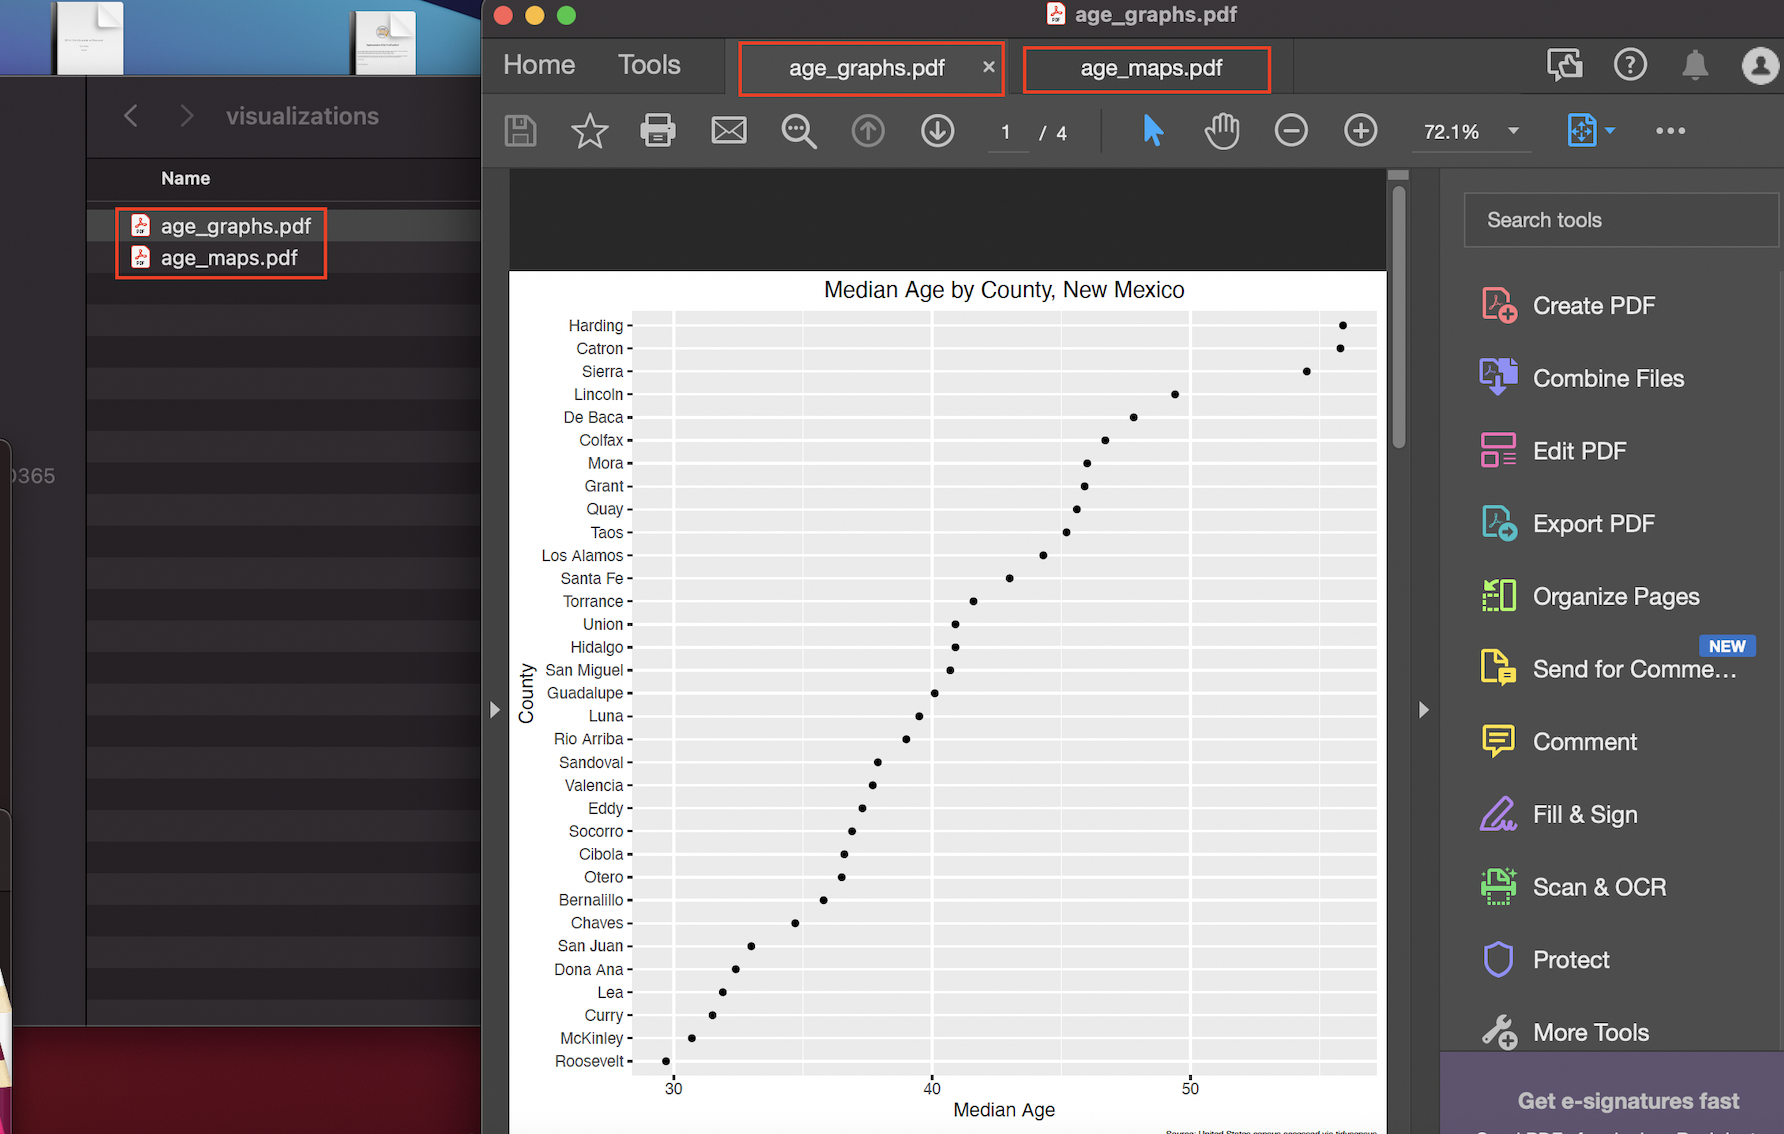 age_graphs.pdf
Home
Tools
age_graphs.pdf ×
age_maps.pdf
visualizations
1 / 4
72.1%
Name
age_graphs.pdf
age_maps.pdf
0365
Search tools
Create PDF
Combine Files
Edit PDF
Export PDF
Organize Pages
NEW
Send for Comme...
Comment
Fill & Sign
Scan & OCR
Protect
More Tools
Get e-signatures fast
Median Age by County, New Mexico
County
Harding
Catron
Sierra
Lincoln
De Baca
Colfax
Mora
Grant
Quay
Taos
Los Alamos
Santa Fe
Torrance
Union
Hidalgo
San Miguel
Guadalupe
Luna
Rio Arriba
Sandoval
Valencia
Eddy
Socorro
Cibola
Otero
Bernalillo
Chaves
San Juan
Dona Ana
Lea
Curry
McKinley
Roosevelt
30 40 50
Median Age